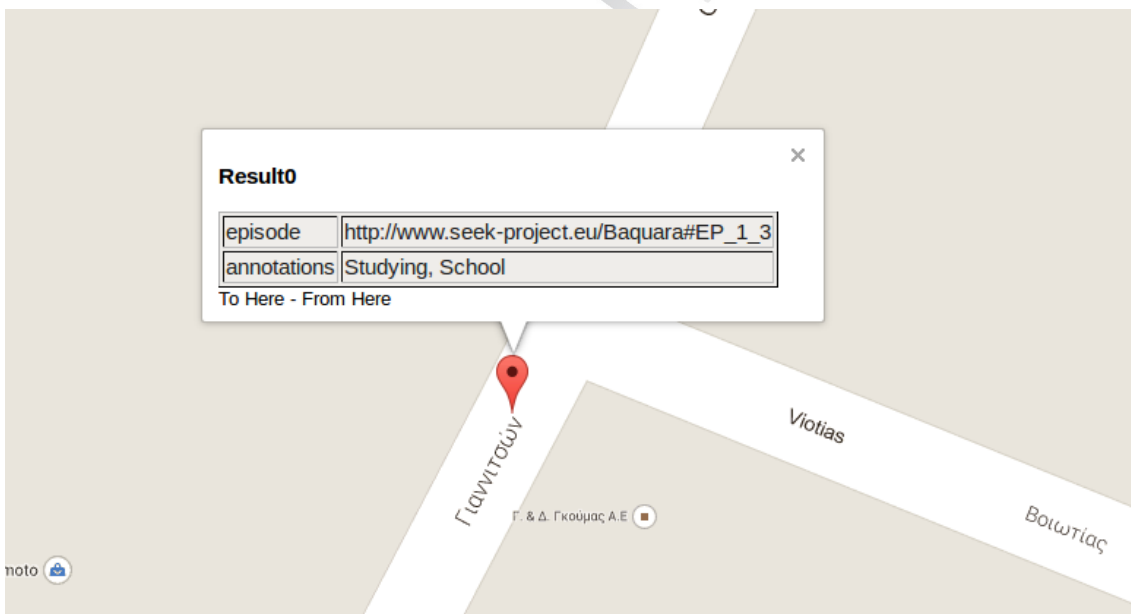 Result0
episode http://www.seek-project.eu/Baquara#EP_1_3
annotations Studying, School
To Here - From Here
Γιαννιτσών
Viotias
Γ. & Δ. Γκούμας Α.Ε
Βοιωτίας
moto